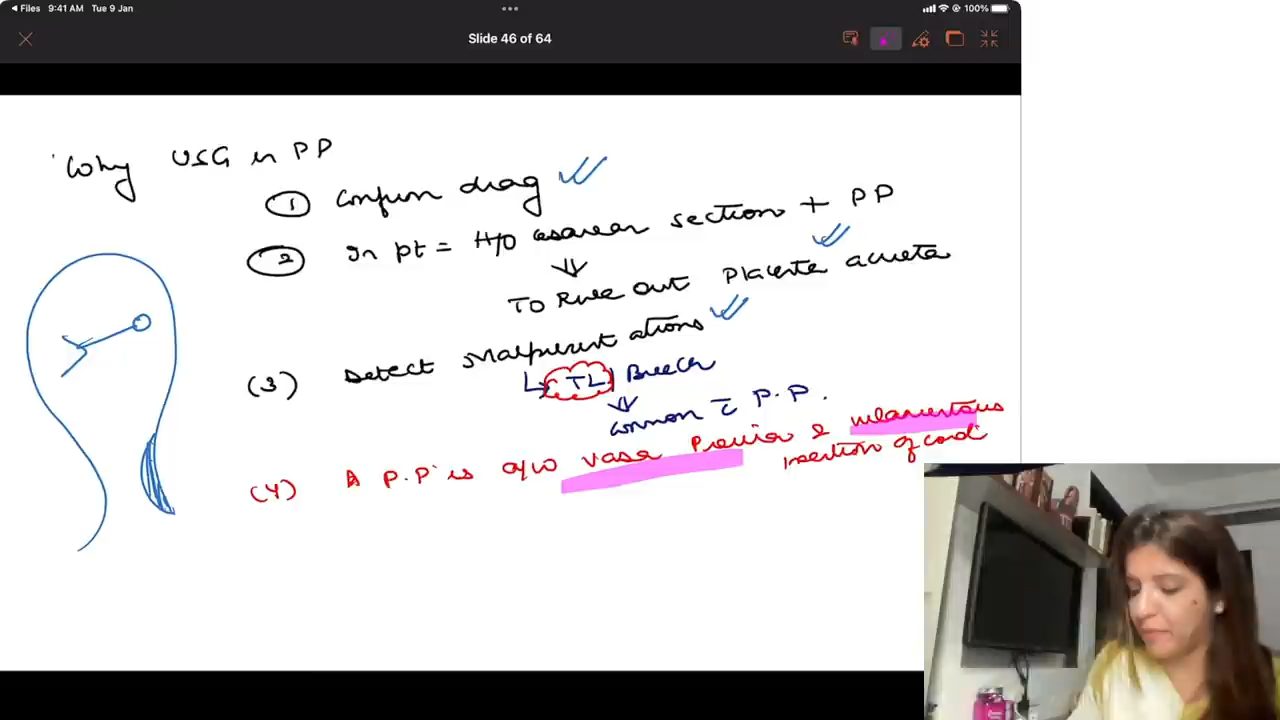 Files 9:41 AM Tue 9 Jan 100%
Slide 46 of 64
Why USG in PP
1 Confirm diag
2 In pt = H/O cesarean section + PP
To Rule out Placenta accreta
(3) Detect Malpresentations
TL/ Breech
common c̄ P.P.
(4) A P.P is a/w vasa Previa & velamentous
insertion of cord